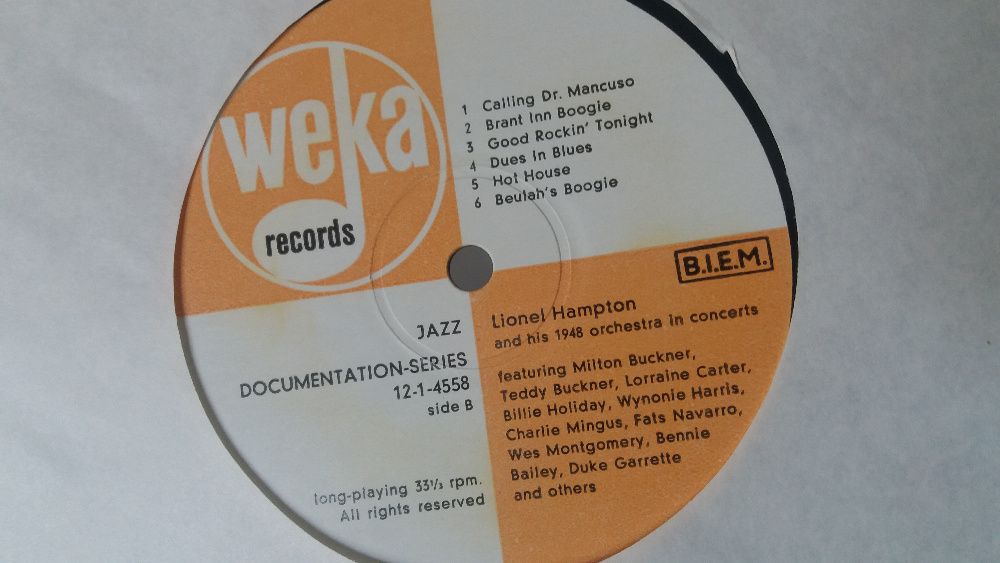 weka
records
1 Calling Dr. Mancuso
2 Brant Inn Boogie
3 Good Rockin' Tonight
4 Dues In Blues
5 Hot House
6 Beulah's Boogie
B.I.E.M.
JAZZ
DOCUMENTATION-SERIES
12-1-4558
side B
long-playing 33⅓ rpm.
All rights reserved
Lionel Hampton
and his 1948 orchestra in concerts
featuring Milton Buckner,
Teddy Buckner, Lorraine Carter,
Billie Holiday, Wynonie Harris,
Charlie Mingus, Fats Navarro,
Wes Montgomery, Bennie
Bailey, Duke Garrette
and others